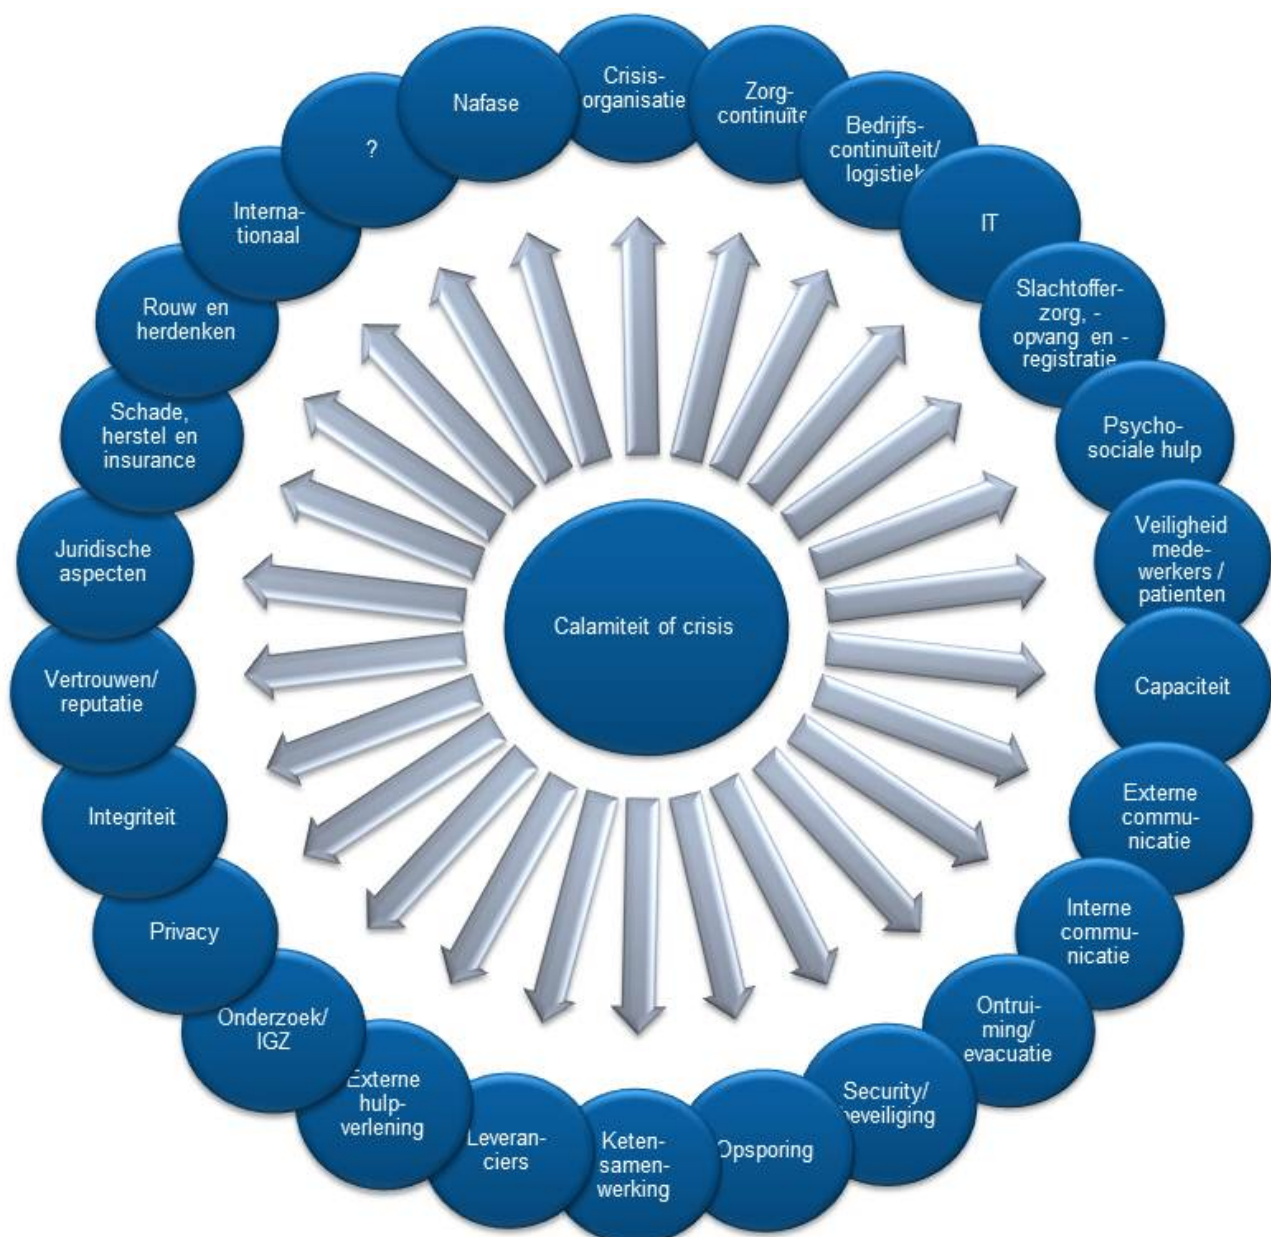 Crisis-
organisatie
Zorg-
continuïte
Bedrijfs-
continuïteit/
logistiek
IT
Slachtoffer-
zorg, -
opvang en -
registratie
Psycho-
sociale hulp
Veiligheid
mede-
werkers /
patienten
Capaciteit
Externe
commu-
nicatie
Interne
commu-
nicatie
Ontrui-
ming/
evacuatie
Security/
beveiliging
Opsporing
Keten-
samen-
werking
Leveran-
ciers
Externe
hulp-
verlening
Onderzoek/
IGZ
Privacy
Integriteit
Vertrouwen/
reputatie
Juridische
aspecten
Schade,
herstel en
insurance
Rouw en
herdenken
Interna-
tionaal
?
Nafase
Calamiteit of crisis